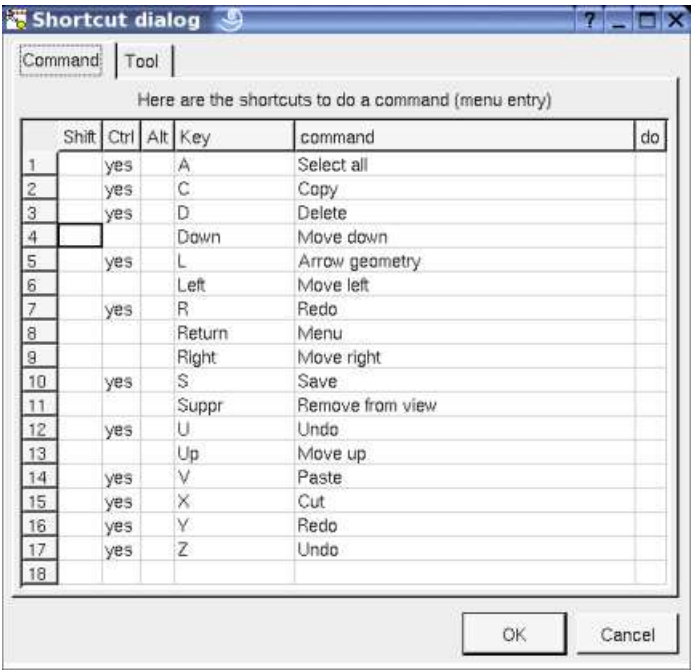 Shortcut dialog ?
Command Tool
Here are the shortcuts to do a command (menu entry)
Shift Ctrl Alt Key command do
1 yes A Select all
2 yes C Copy
3 yes D Delete
4 Down Move down
5 yes L Arrow geometry
6 Left Move left
7 yes R Redo
8 Return Menu
9 Right Move right
10 yes S Save
11 Suppr Remove from view
12 yes U Undo
13 Up Move up
14 yes V Paste
15 yes X Cut
16 yes Y Redo
17 yes Z Undo
18
OK Cancel